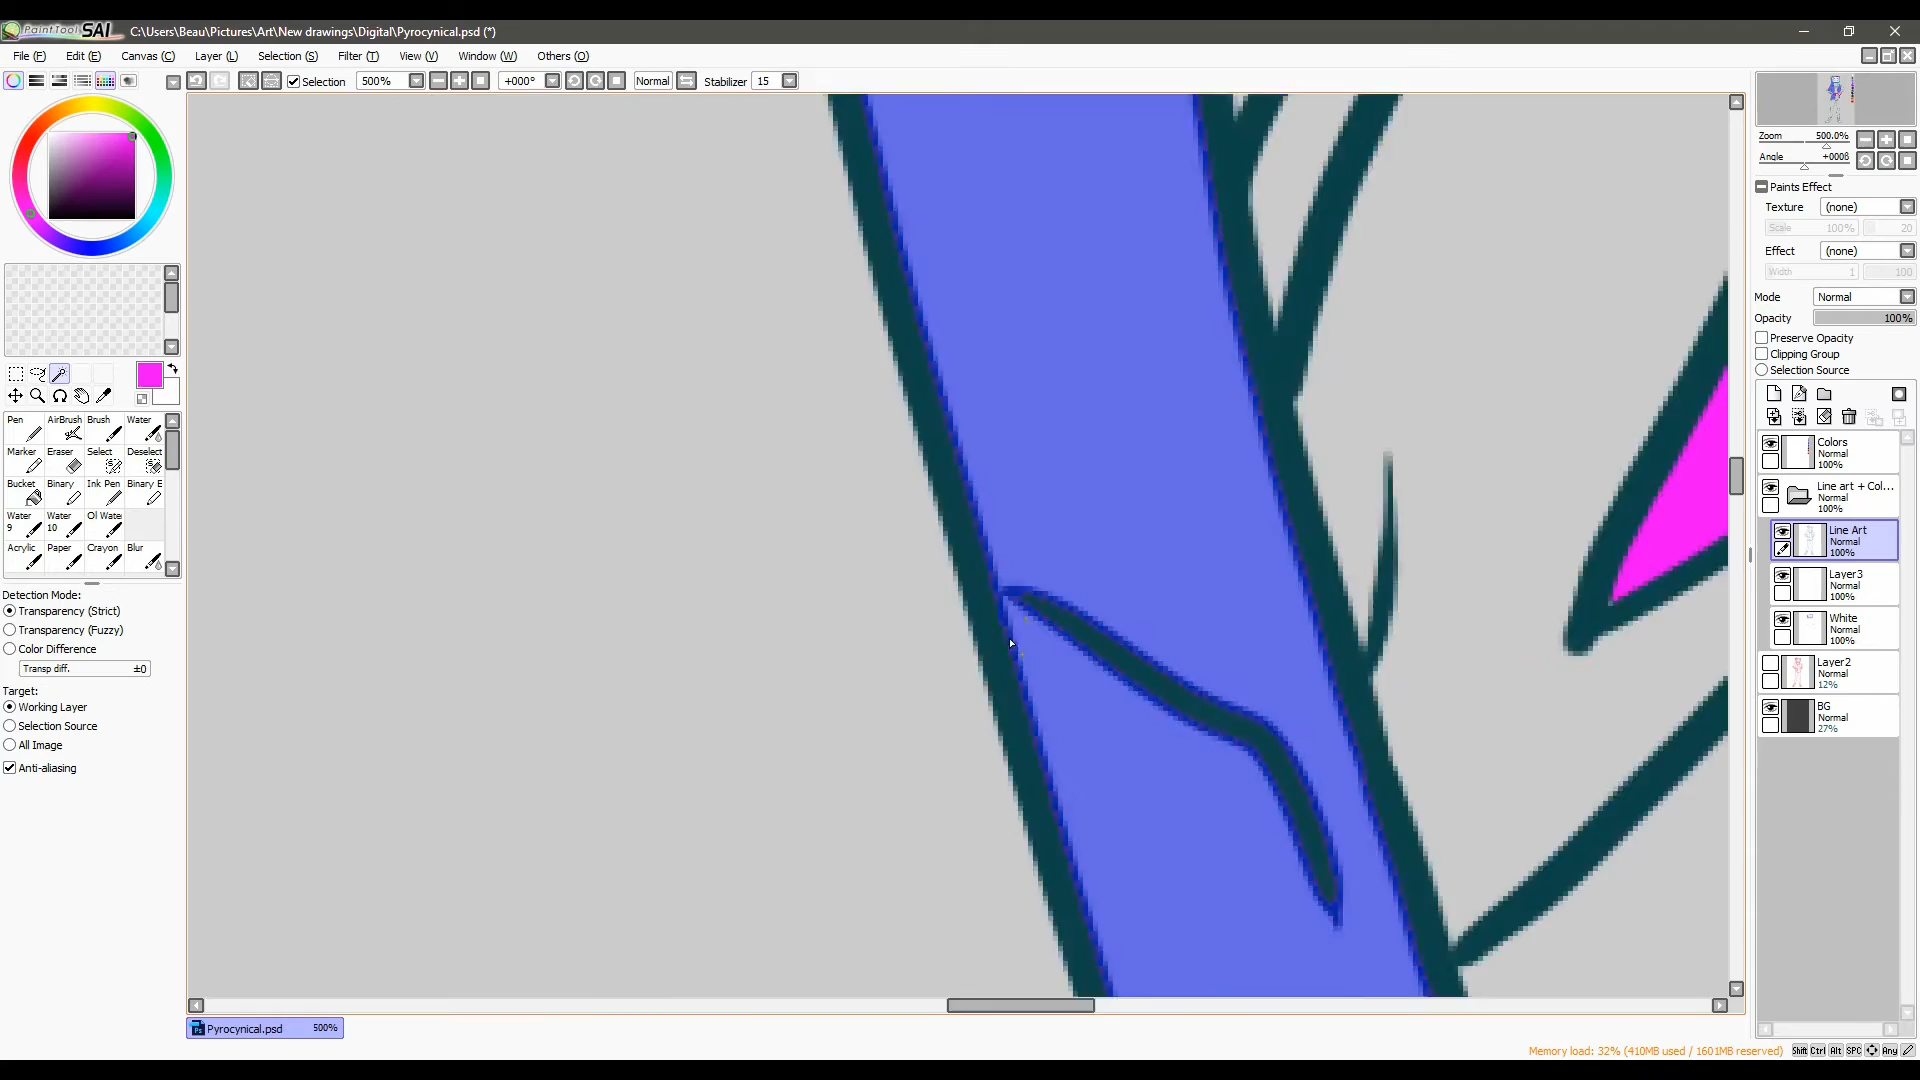 PaintTool SAI C:\Users\Beau\Pictures\Art\New drawings\Digital\Pyrocynical.psd (*)
File (F) Edit (E) Canvas (C) Layer (L) Selection (S) Filter (T) View (V) Window (W) Others (O)
Selection 500% +000° Normal Stabilizer 15
Zoom 500.0%
Angle +000ß
Paints Effect
Texture (none)
Scale 100% 20
Effect (none)
Width 1 100
Mode Normal
Opacity 100%
Preserve Opacity
Clipping Group
Selection Source
Colors
Normal
100%
Line art + Col...
Normal
100%
Line Art
Normal
100%
Layer3
Normal
100%
White
Normal
100%
Layer2
Normal
12%
BG
Normal
27%
Pen AirBrush Brush Water
Marker Eraser Select Deselect
Bucket Binary Ink Pen Binary E
Water 9 Water 10 Ol Wate
Acrylic Paper Crayon Blur
Detection Mode:
Transparency (Strict)
Transparency (Fuzzy)
Color Difference
Transp diff. ±0
Target:
Working Layer
Selection Source
All Image
Anti-aliasing
Ps Pyrocynical.psd 500%
Memory load: 32% (410MB used / 1601MB reserved) Shift Ctrl Alt SPC Any